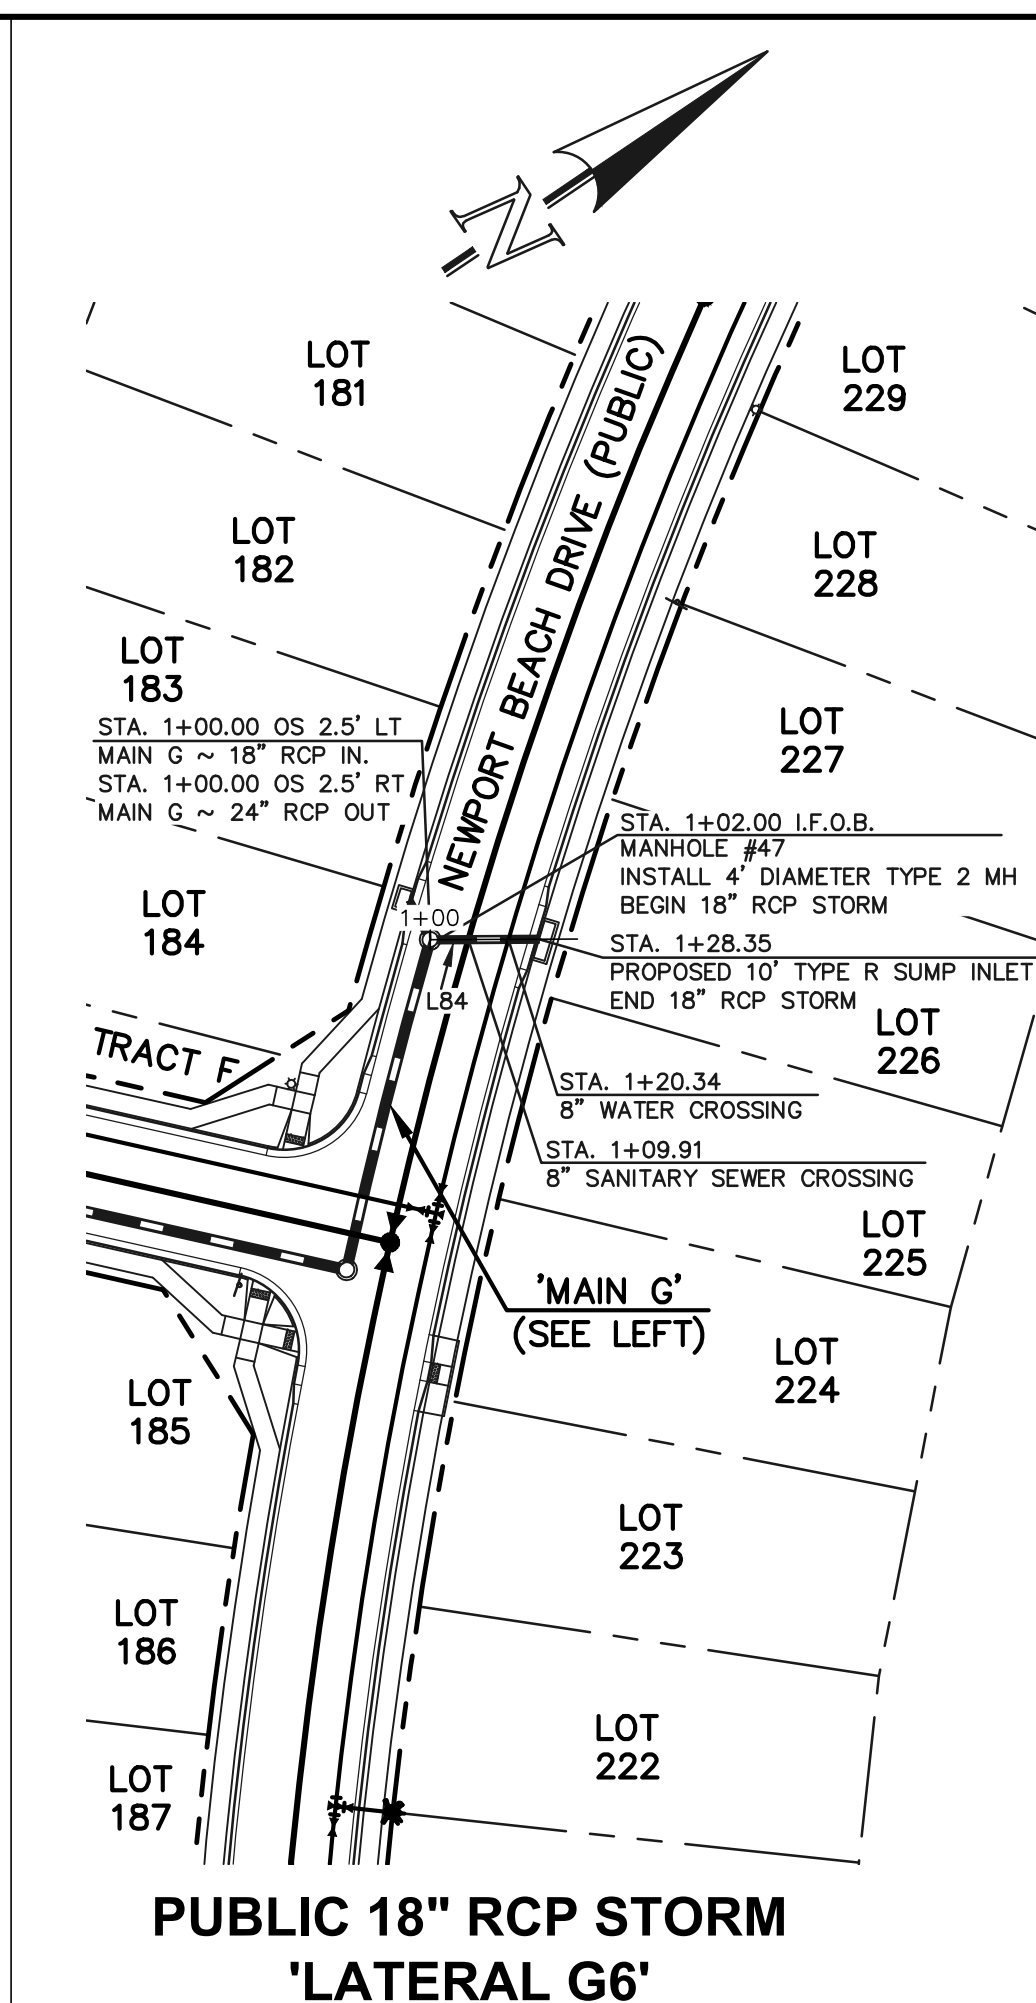 N
LOT
181
LOT
229
NEWPORT BEACH DRIVE (PUBLIC)
LOT
182
LOT
228
LOT
183
STA. 1+00.00 OS 2.5' LT
MAIN G ~ 18" RCP IN.
STA. 1+00.00 OS 2.5' RT
MAIN G ~ 24" RCP OUT
LOT
227
STA. 1+02.00 I.F.O.B.
MANHOLE #47
INSTALL 4' DIAMETER TYPE 2 MH
BEGIN 18" RCP STORM
LOT
184
1+00
STA. 1+28.35
PROPOSED 10' TYPE R SUMP INLET
END 18" RCP STORM
L84
LOT
226
TRACT F
STA. 1+20.34
8" WATER CROSSING
STA. 1+09.91
8" SANITARY SEWER CROSSING
LOT
225
'MAIN G'
(SEE LEFT)
LOT
224
LOT
185
LOT
223
LOT
186
LOT
222
LOT
187
PUBLIC 18" RCP STORM
'LATERAL G6'